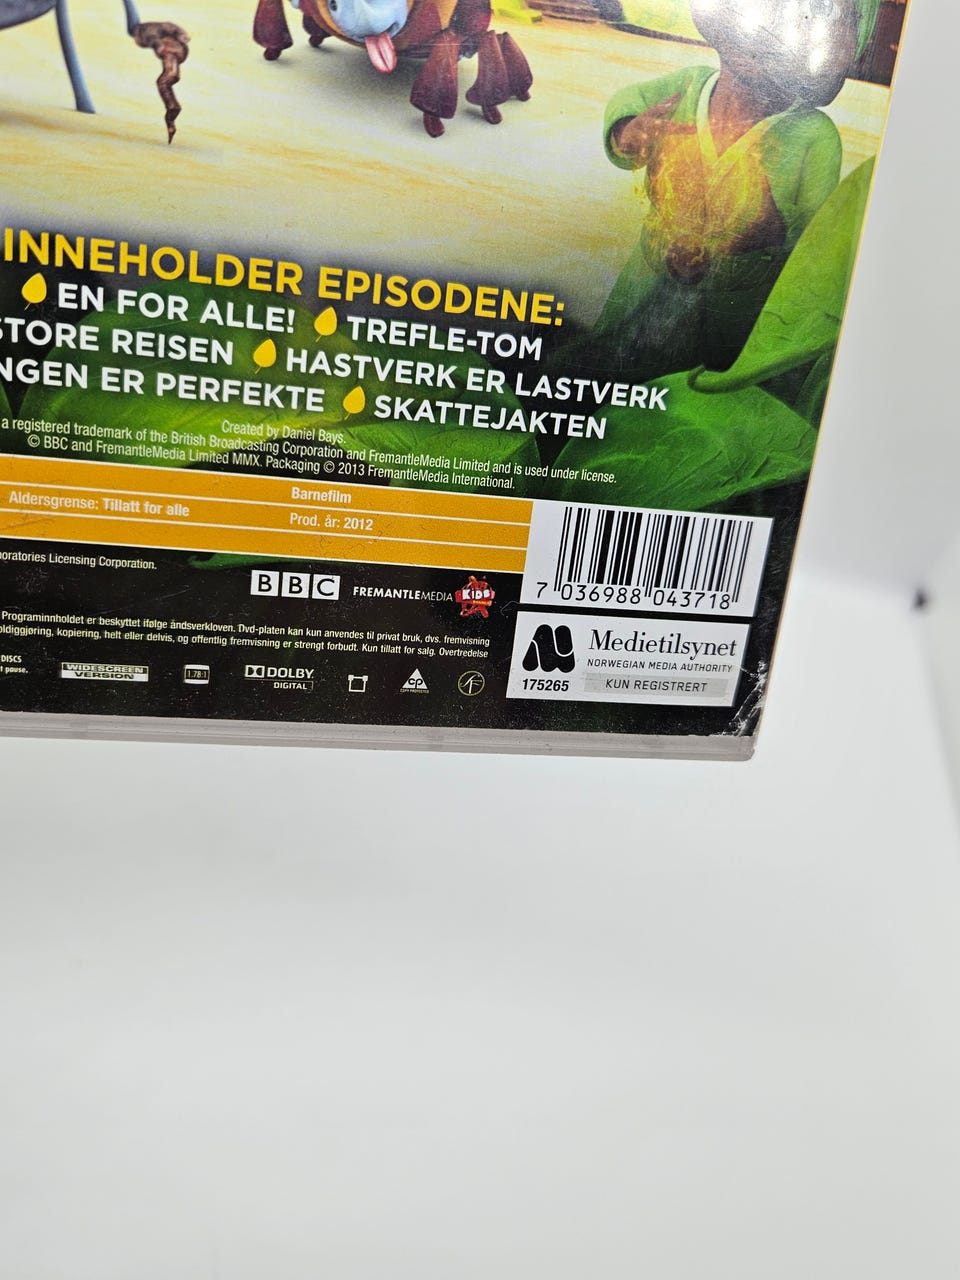 INNEHOLDER EPISODENE:
EN FOR ALLE! TREFLE-TOM
STORE REISEN HASTVERK ER LASTVERK
NGEN ER PERFEKTE SKATTEJAKTEN
Created by Daniel Bays.
a registered trademark of the British Broadcasting Corporation and FremantleMedia Limited and is used under license.
© BBC and FremantleMedia Limited MMX. Packaging © 2013 FremantleMedia International.
Barnefilm
Aldersgrense: Tillatt for alle
Prod. år: 2012
oratories Licensing Corporation.
BBC FREMANTLEMEDIA KIDS
7 036988 043718
Programinnholdet er beskyttet ifølge åndsverkloven. Dvd-platen kan kun anvendes til privat bruk, dvs. fremvisning
oldiggjøring, kopiering, helt eller delvis, og offentlig fremvisning er strengt forbudt. Kun tillatt for salg. Overtredelse
Medietilsynet
NORWEGIAN MEDIA AUTHORITY
175265 KUN REGISTRERT
DISCS
t pause.
WIDESCREEN
VERSION
1.78:1
DOLBY
DIGITAL
CP
COPY PROTECTED